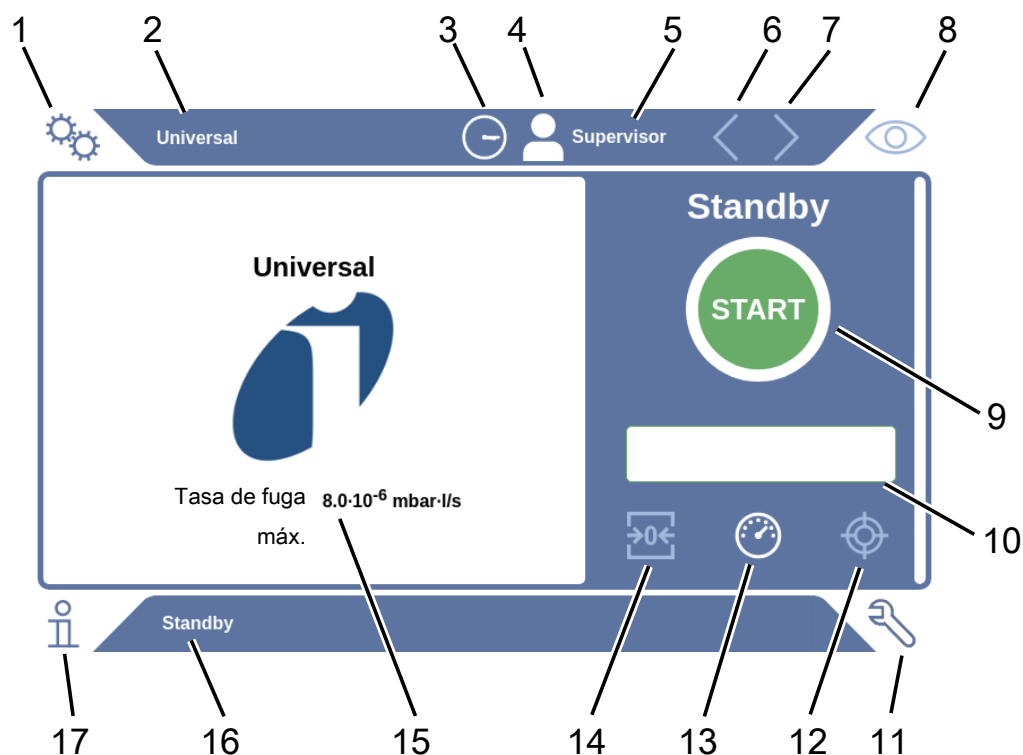 1 2 3 4 5 6 7 8
Universal Supervisor
Standby
Universal
START
9
Tasa de fuga 8.0·10⁻⁶ mbar·l/s
máx.
→0←
10
Standby
17 16 15 14 13 12 11